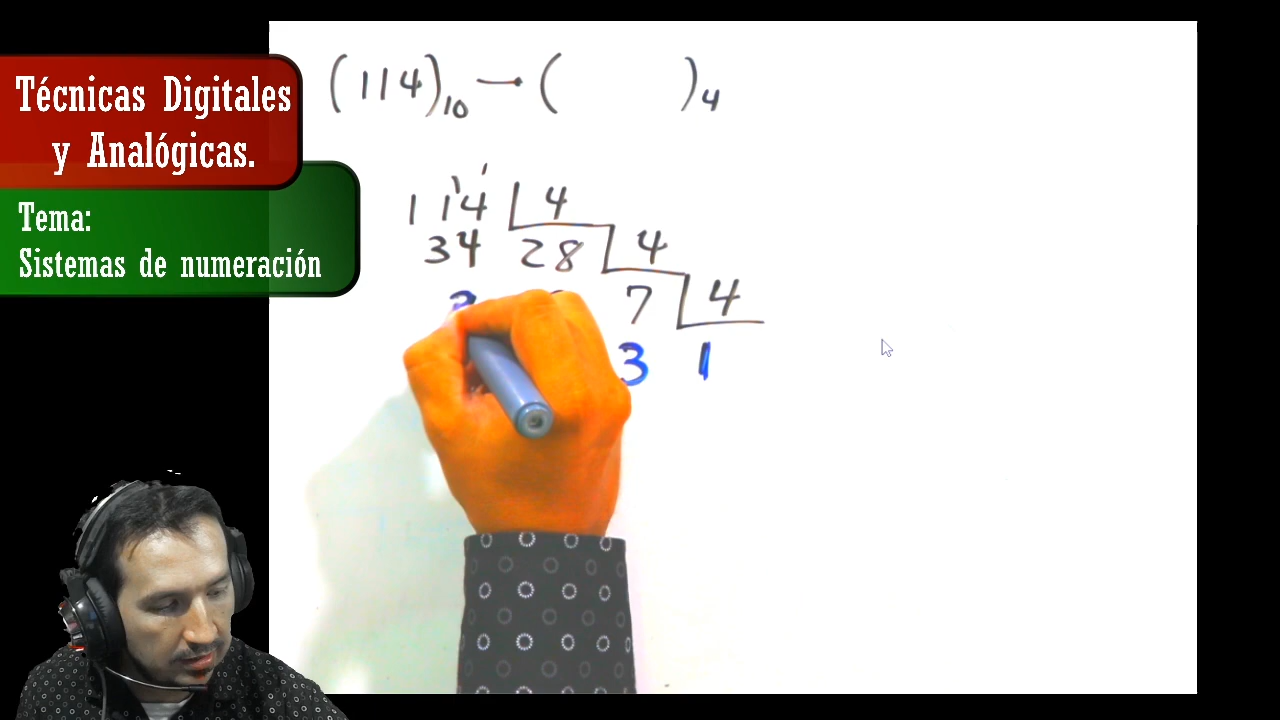 Técnicas Digitales
y Analógicas.
Tema:
Sistemas de numeración
(114)10 → ( )4
114 4
34 28 4
2 7 4
3 1